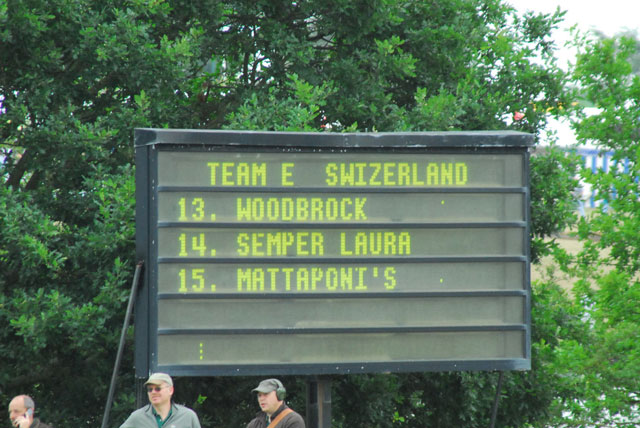 TEAM E SWIZERLAND
13. WOODBROCK
14. SEMPER LAURA
15. MATTAPONI'S
: